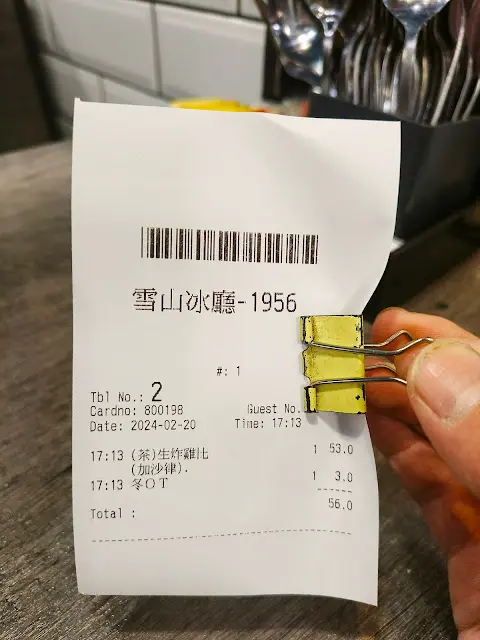 雪山冰廳-1956
#: 1
Tbl No.: 2
Cardno: 800198 Guest No.
Date: 2024-02-20 Time: 17:13
17:13 (茶)生炸雞比 1 53.0
(加沙律).
17:13 冬OT 1 3.0
Total : 56.0